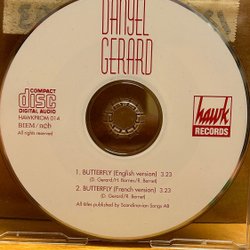 DANYEL
GERARD
COMPACT
disc
DIGITAL AUDIO
HAWKPROM 014
BIEM / ncb
All rights reserved
hawk
RECORDS
1. BUTTERFLY (English version) 3:23
(D. Gerard/H. Barnes/R. Bernet)
2. BUTTERFLY (French version) 3:23
(D. Gerard/R. Bernet)
All titles published by Scandinavian Songs AB